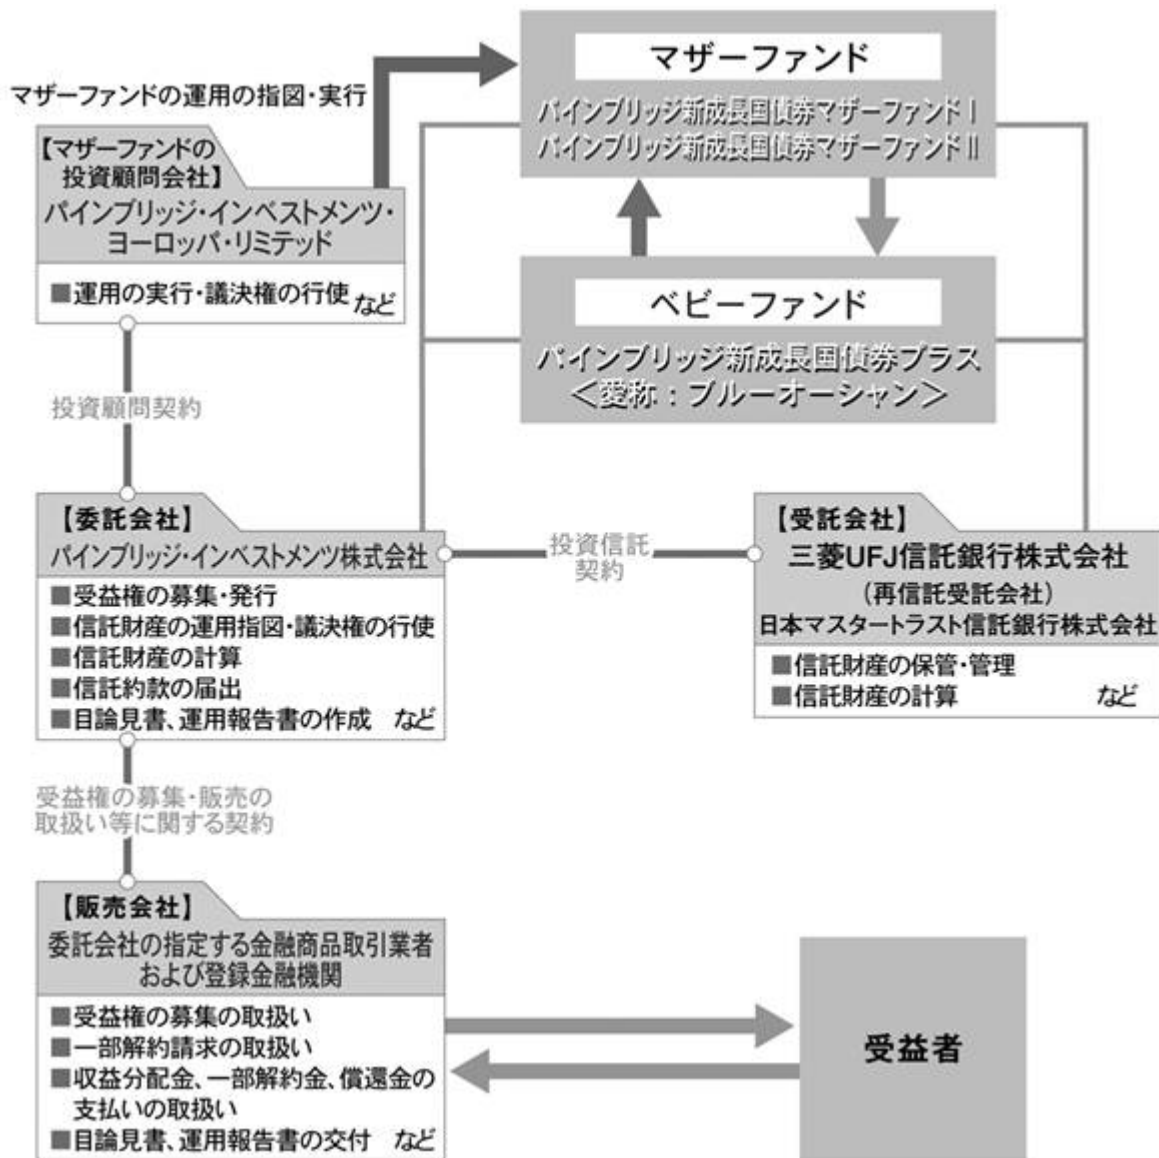 マザーファンド
パインブリッジ新成長国債券マザーファンドⅠ
パインブリッジ新成長国債券マザーファンドⅡ
マザーファンドの運用の指図・実行
【マザーファンドの
投資顧問会社】
パインブリッジ・インベストメンツ・
ヨーロッパ・リミテッド
■運用の実行・議決権の行使 など
ベビーファンド
パインブリッジ新成長国債券プラス
＜愛称：ブルーオーシャン＞
投資顧問契約
【委託会社】
パインブリッジ・インベストメンツ株式会社
■受益権の募集・発行
■信託財産の運用指図・議決権の行使
■信託財産の計算
■信託約款の届出
■目論見書、運用報告書の作成 など
投資信託
契約
【受託会社】
三菱UFJ信託銀行株式会社
(再信託受託会社)
日本マスタートラスト信託銀行株式会社
■信託財産の保管・管理
■信託財産の計算 など
受益権の募集・販売の
取扱い等に関する契約
【販売会社】
委託会社の指定する金融商品取引業者
および登録金融機関
■受益権の募集の取扱い
■一部解約請求の取扱い
■収益分配金、一部解約金、償還金の
支払いの取扱い
■目論見書、運用報告書の交付 など
受益者